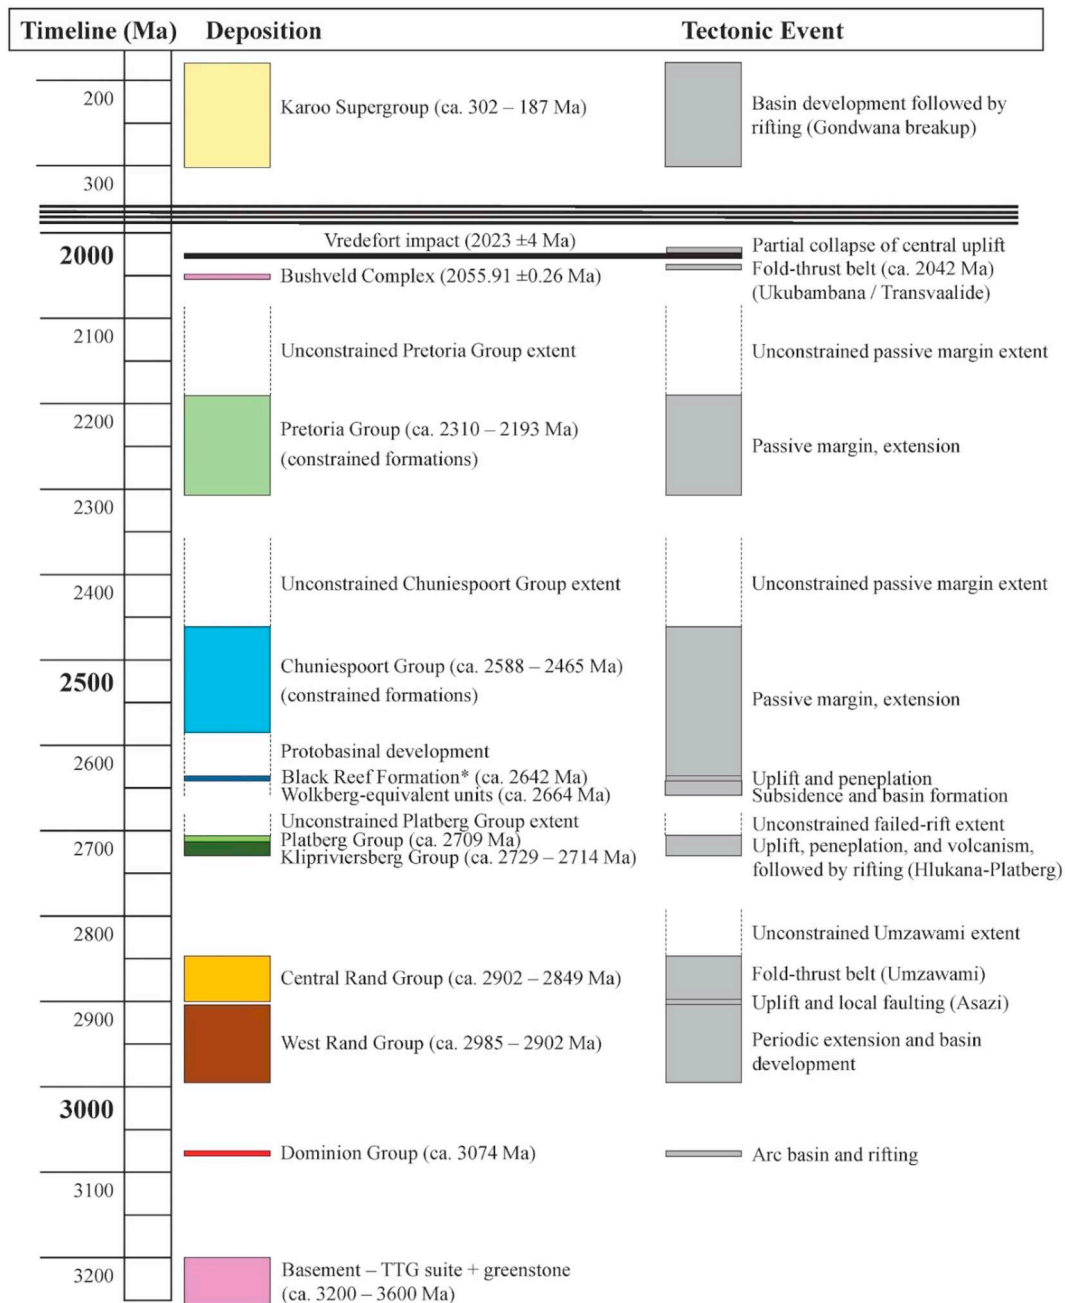 Timeline (Ma) Deposition Tectonic Event
200
Karoo Supergroup (ca. 302 – 187 Ma)
Basin development followed by
rifting (Gondwana breakup)
300
2000
Vredefort impact (2023 ±4 Ma)
Partial collapse of central uplift
Bushveld Complex (2055.91 ±0.26 Ma)
Fold-thrust belt (ca. 2042 Ma)
(Ukubambana / Transvaalide)
2100
Unconstrained Pretoria Group extent
Unconstrained passive margin extent
2200
Pretoria Group (ca. 2310 – 2193 Ma)
(constrained formations)
Passive margin, extension
2300
2400
Unconstrained Chuniespoort Group extent
Unconstrained passive margin extent
2500
Chuniespoort Group (ca. 2588 – 2465 Ma)
(constrained formations)
Passive margin, extension
2600
Protobasinal development
Black Reef Formation* (ca. 2642 Ma)
Uplift and peneplation
Wolkberg-equivalent units (ca. 2664 Ma)
Subsidence and basin formation
Unconstrained Platberg Group extent
Unconstrained failed-rift extent
2700
Platberg Group (ca. 2709 Ma)
Klipriviersberg Group (ca. 2729 – 2714 Ma)
Uplift, peneplation, and volcanism,
followed by rifting (Hlukana-Platberg)
2800
Unconstrained Umzawami extent
Central Rand Group (ca. 2902 – 2849 Ma)
Fold-thrust belt (Umzawami)
Uplift and local faulting (Asazi)
2900
West Rand Group (ca. 2985 – 2902 Ma)
Periodic extension and basin
development
3000
Dominion Group (ca. 3074 Ma)
Arc basin and rifting
3100
3200
Basement – TTG suite + greenstone
(ca. 3200 – 3600 Ma)